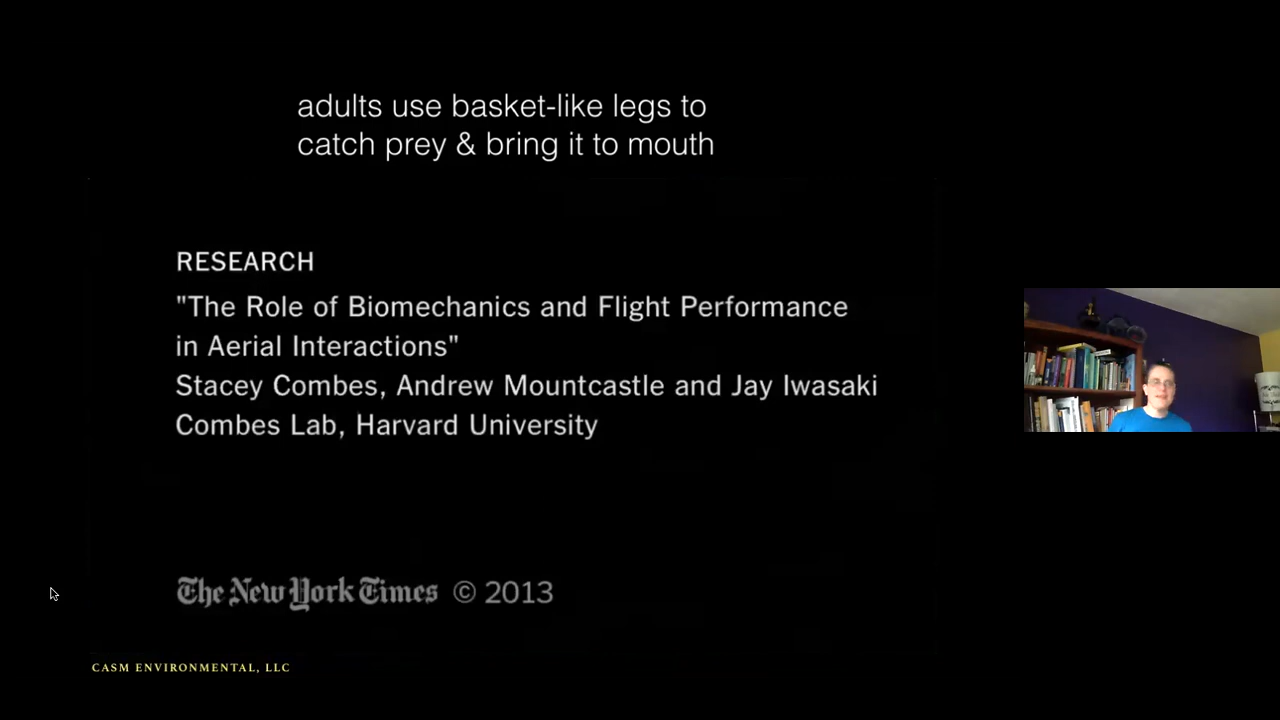 adults use basket-like legs to
catch prey & bring it to mouth
RESEARCH
"The Role of Biomechanics and Flight Performance
in Aerial Interactions"
Stacey Combes, Andrew Mountcastle and Jay Iwasaki
Combes Lab, Harvard University
The New York Times © 2013
CASM ENVIRONMENTAL, LLC